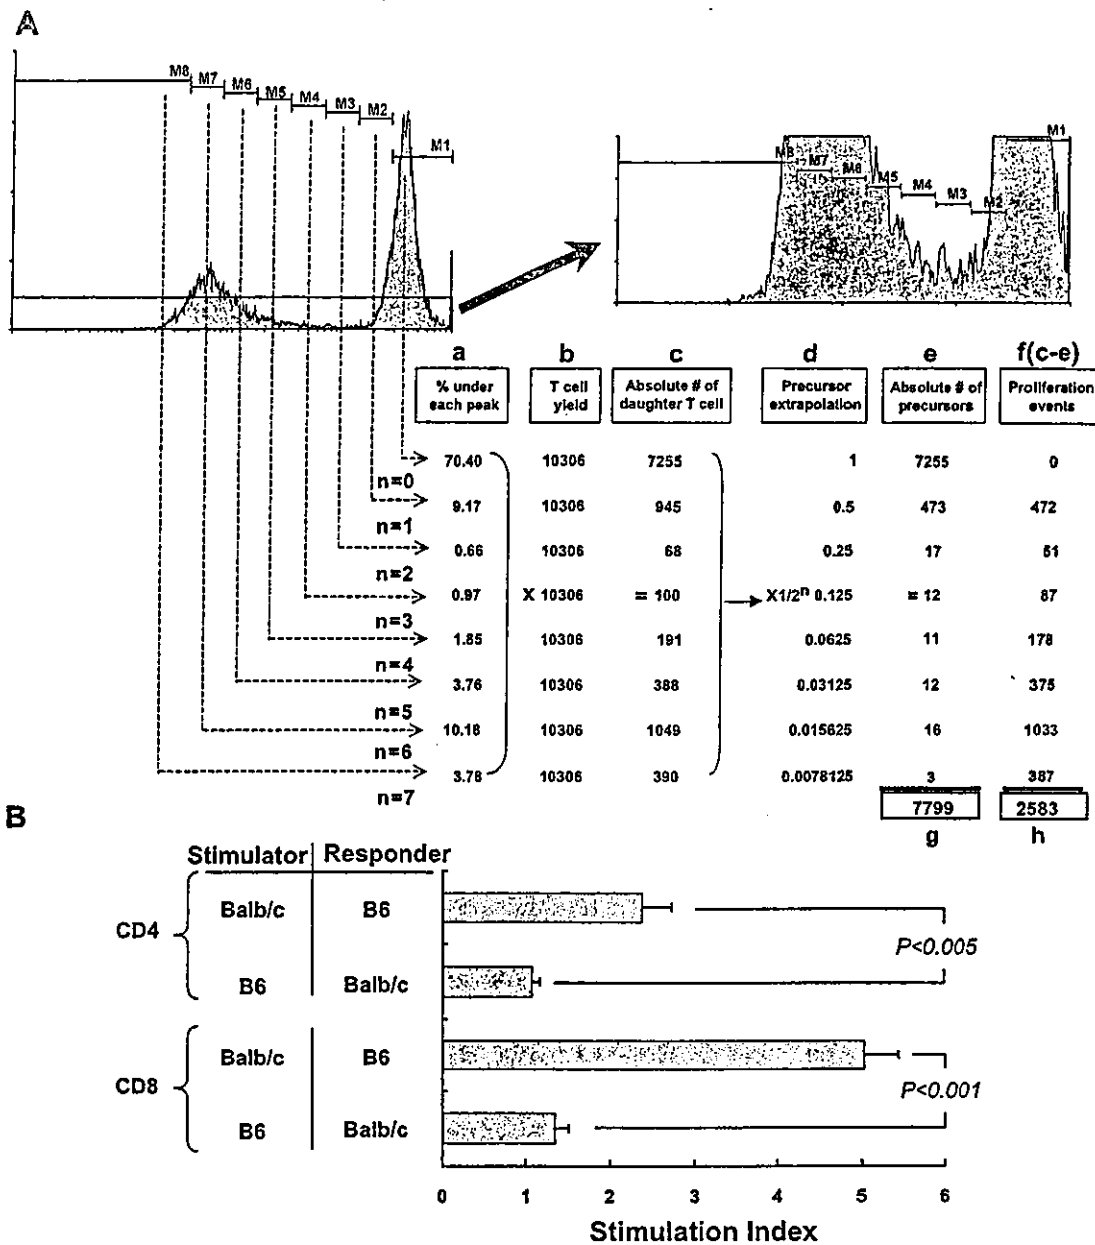 A
M8 M7 M6 M5 M4 M3 M2 M1
M8 M7 M6 M5 M4 M3 M2 M1
a b c d e f(c-e)
% under each peak
T cell yield
Absolute # of daughter T cell
Precursor extrapolation
Absolute # of precursors
Proliferation events
70.40 10306 7255 1 7255 0
n=0
9.17 10306 945 0.5 473 472
n=1
0.66 10306 68 0.25 17 51
n=2
0.97 X 10306 = 100 X1/2ⁿ 0.125 = 12 87
n=3
1.85 10306 191 0.0625 11 178
n=4
3.76 10306 388 0.03125 12 375
n=5
10.18 10306 1049 0.015625 16 1033
n=6
3.78 10306 390 0.0078125 3 387
n=7
7799 2583
g h
B
Stimulator Responder
CD4
Balb/c B6
P<0.005
B6 Balb/c
CD8
Balb/c B6
P<0.001
B6 Balb/c
0 1 2 3 4 5 6
Stimulation Index